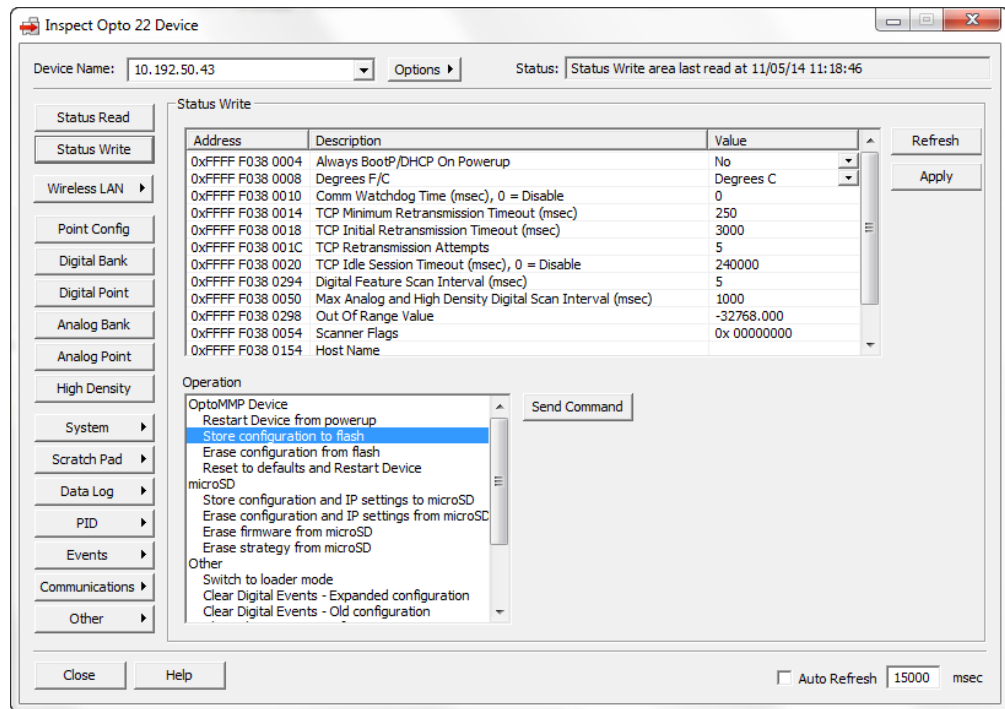 Inspect Opto 22 Device
Device Name: 10.192.50.43 Options Status: Status Write area last read at 11/05/14 11:18:46
Status Read
Status Write
Wireless LAN
Point Config
Digital Bank
Digital Point
Analog Bank
Analog Point
High Density
System
Scratch Pad
Data Log
PID
Events
Communications
Other
Status Write
Address Description Value
0xFFFF F038 0004 Always BootP/DHCP On Powerup No
0xFFFF F038 0008 Degrees F/C Degrees C
0xFFFF F038 0010 Comm Watchdog Time (msec), 0 = Disable 0
0xFFFF F038 0014 TCP Minimum Retransmission Timeout (msec) 250
0xFFFF F038 0018 TCP Initial Retransmission Timeout (msec) 3000
0xFFFF F038 001C TCP Retransmission Attempts 5
0xFFFF F038 0020 TCP Idle Session Timeout (msec), 0 = Disable 240000
0xFFFF F038 0294 Digital Feature Scan Interval (msec) 5
0xFFFF F038 0050 Max Analog and High Density Digital Scan Interval (msec) 1000
0xFFFF F038 0298 Out Of Range Value -32768.000
0xFFFF F038 0054 Scanner Flags 0x 00000000
0xFFFF F038 0154 Host Name
Refresh
Apply
Operation
OptoMMP Device
Restart Device from powerup
Store configuration to flash
Erase configuration from flash
Reset to defaults and Restart Device
microSD
Store configuration and IP settings to microSD
Erase configuration and IP settings from microSD
Erase firmware from microSD
Erase strategy from microSD
Other
Switch to loader mode
Clear Digital Events - Expanded configuration
Clear Digital Events - Old configuration
Send Command
Close Help Auto Refresh 15000 msec